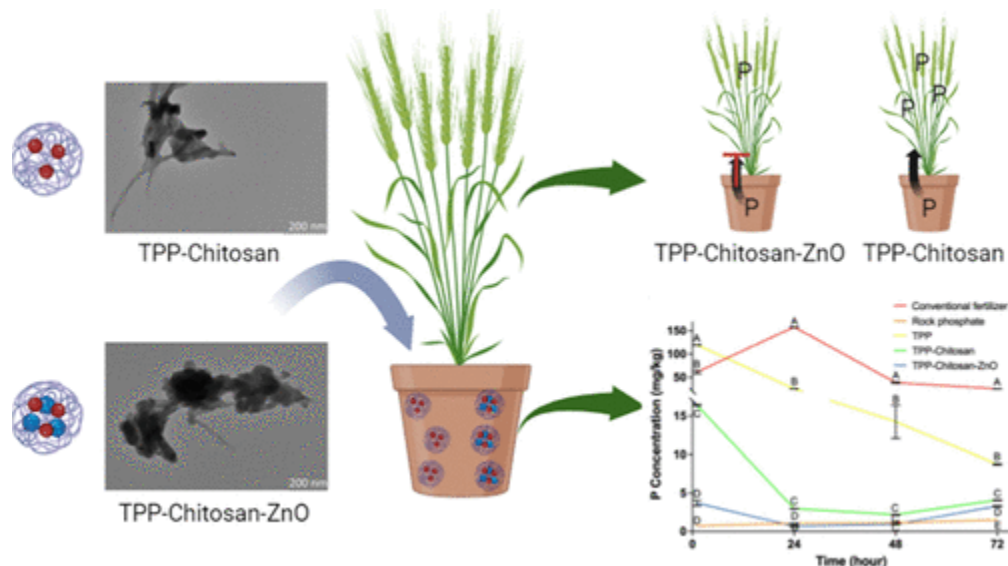 200 nm
TPP-Chitosan
200 nm
TPP-Chitosan-ZnO
P
P
TPP-Chitosan-ZnO
P
P
P
P
TPP-Chitosan
Conventional fertilizer
Rock phosphate
TPP
TPP-Chitosan
TPP-Chitosan-ZnO
P Concentration (mg/kg)
150
100
50
15
10
5
0
A
B
C
D
D
A
B
C
D
A
B
C
A
B
C
D
0
24
48
72
Time (hour)